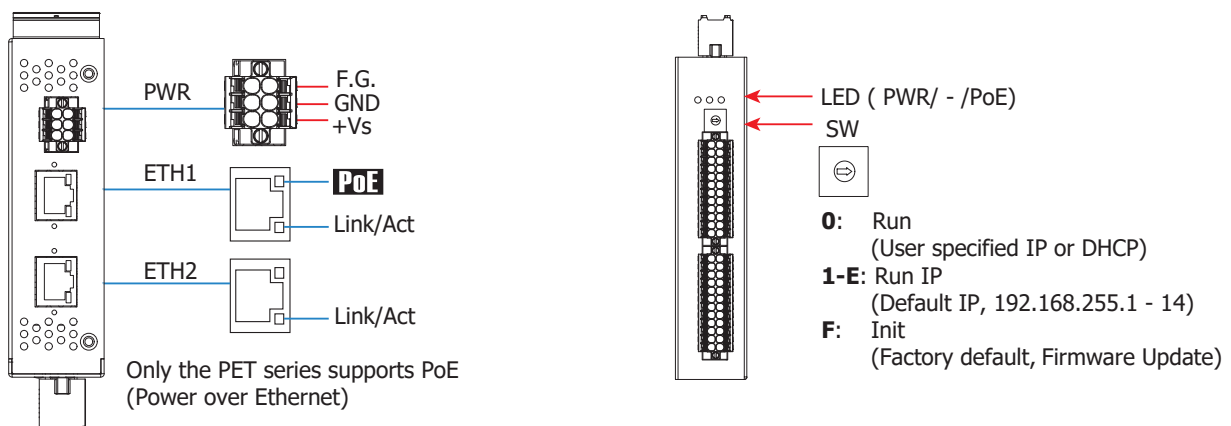 PWR
F.G.
GND
+Vs
ETH1
PoE
Link/Act
ETH2
Link/Act
Only the PET series supports PoE
(Power over Ethernet)
LED ( PWR/ - /PoE)
SW
0: Run
(User specified IP or DHCP)
1-E: Run IP
(Default IP, 192.168.255.1 - 14)
F: Init
(Factory default, Firmware Update)